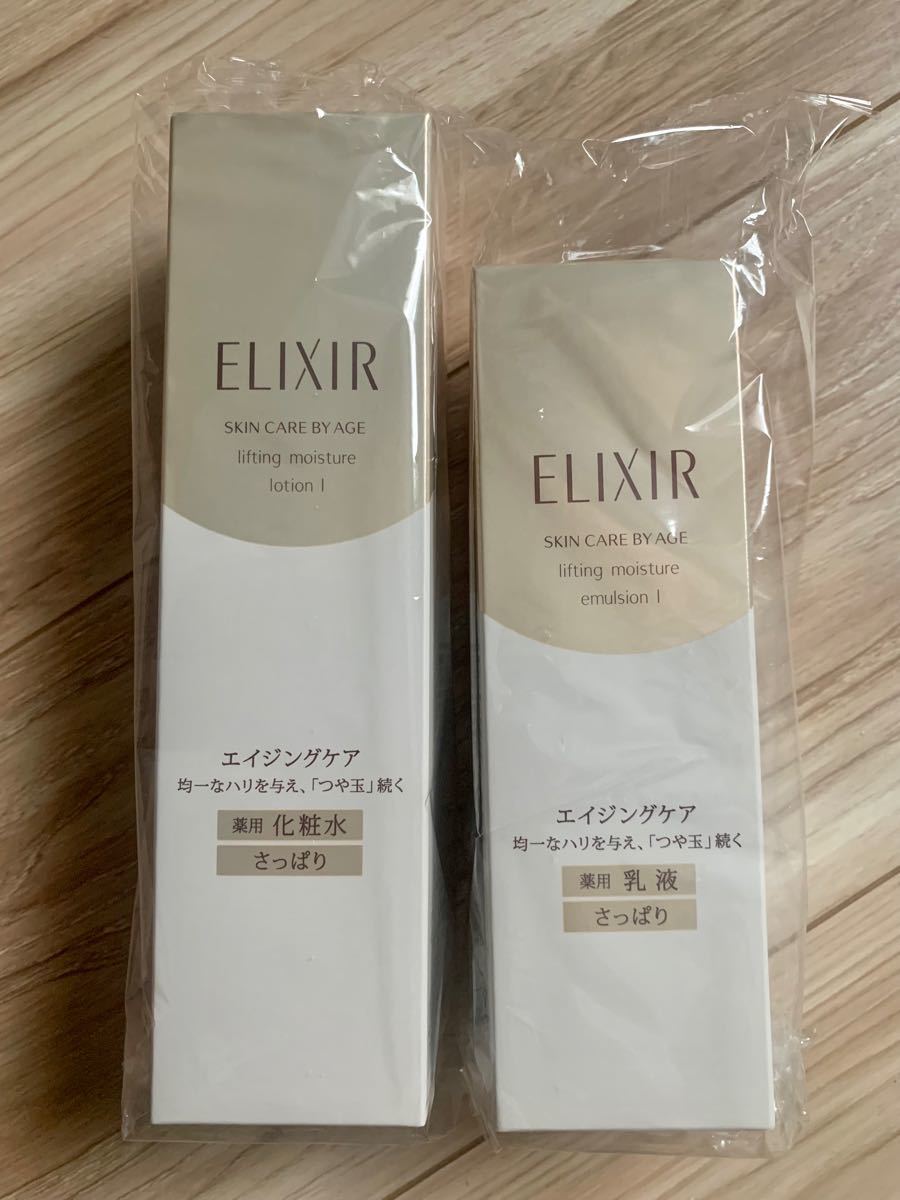 ELIXIR
SKIN CARE BY AGE
lifting moisture
lotion I
エイジングケア
均一なハリを与え、「つや玉」続く
薬用 化粧水
さっぱり
ELIXIR
SKIN CARE BY AGE
lifting moisture
emulsion I
エイジングケア
均一なハリを与え、「つや玉」続く
薬用 乳液
さっぱり